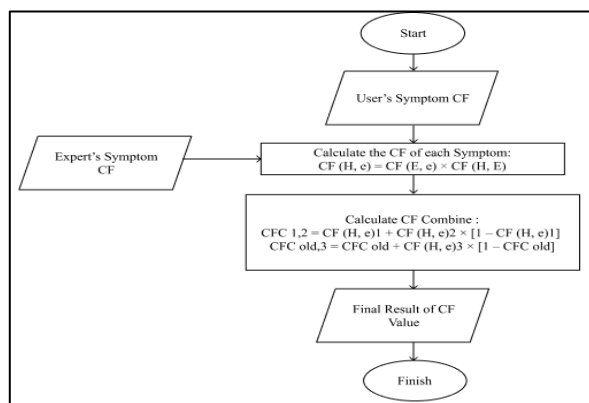 Start
User's Symptom CF
Expert's Symptom
CF
Calculate the CF of each Symptom:
CF (H, e) = CF (E, e) × CF (H, E)
Calculate CF Combine :
CFC 1,2 = CF (H, e)1 + CF (H, e)2 × [1 – CF (H, e)1]
CFC old,3 = CFC old + CF (H, e)3 × [1 – CFC old]
Final Result of CF
Value
Finish